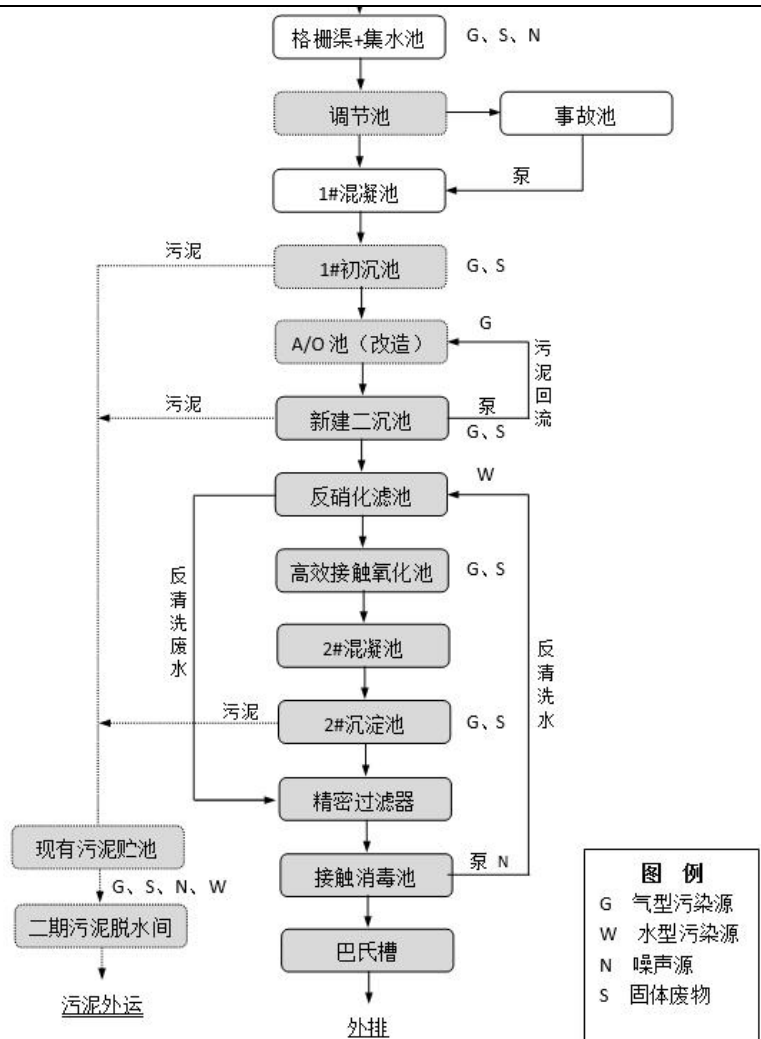 格栅渠+集水池
G、S、N
调节池
事故池
泵
1#混凝池
污泥
1#初沉池
G、S
G
A/O 池（改造）
污泥回流
污泥
新建二沉池
泵
G、S
W
反硝化滤池
高效接触氧化池
G、S
反清洗废水
2#混凝池
反清洗水
污泥
2#沉淀池
G、S
精密过滤器
现有污泥贮池
接触消毒池
泵 N
G、S、N、W
二期污泥脱水间
巴氏槽
污泥外运
外排
图 例
G 气型污染源
W 水型污染源
N 噪声源
S 固体废物